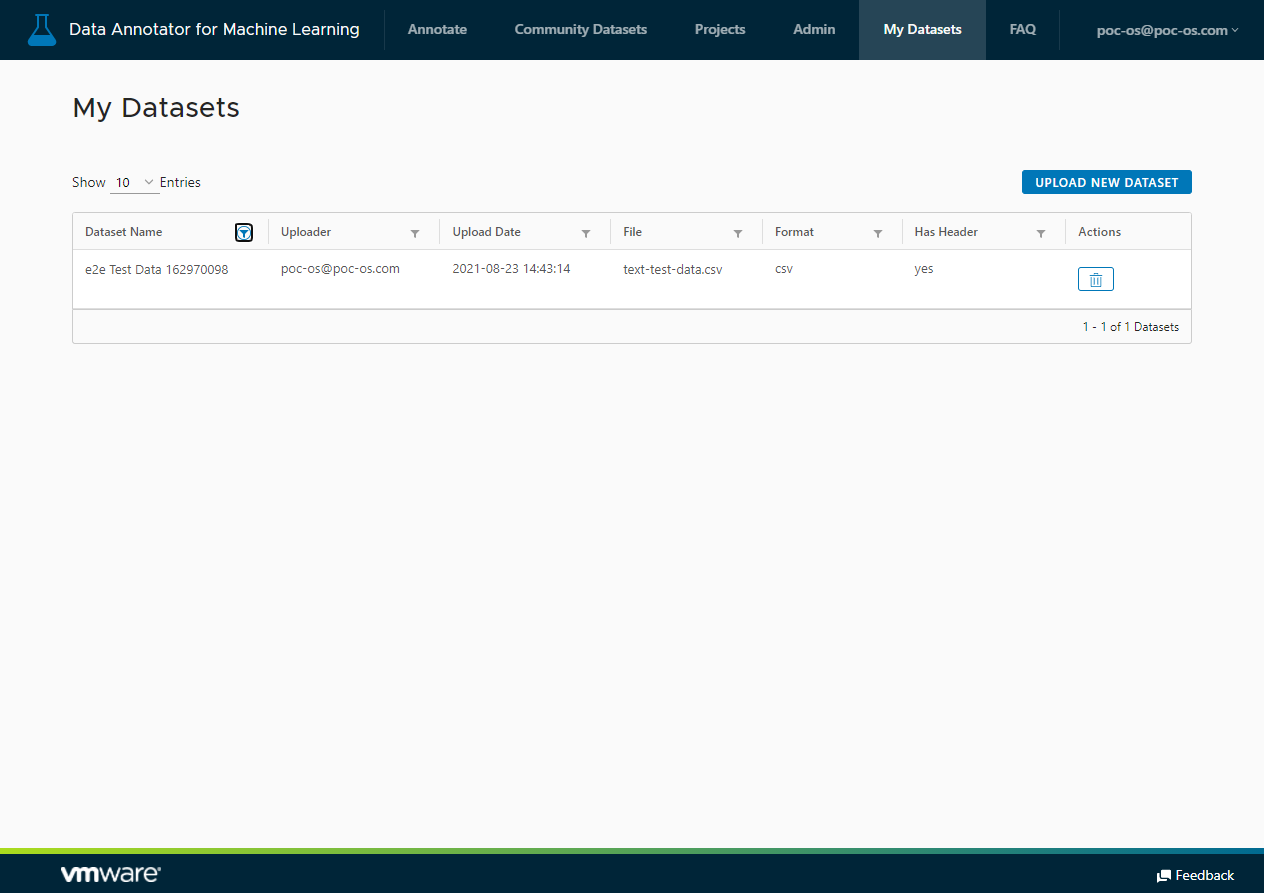 Data Annotator for Machine Learning Annotate Community Datasets Projects Admin My Datasets FAQ poc-os@poc-os.com
My Datasets
Show 10 Entries UPLOAD NEW DATASET
Dataset Name Uploader Upload Date File Format Has Header Actions
e2e Test Data 162970098 poc-os@poc-os.com 2021-08-23 14:43:14 text-test-data.csv csv yes
1 - 1 of 1 Datasets
vmware Feedback